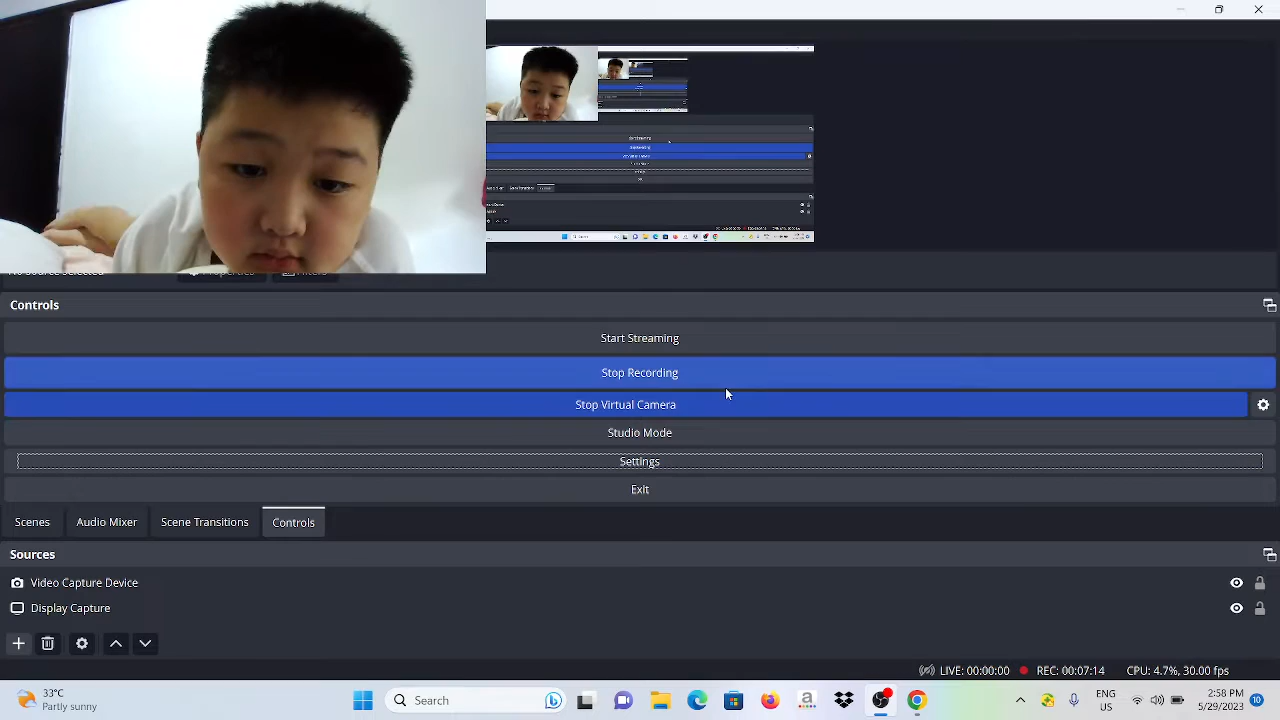 Controls
Start Streaming
Stop Recording
Stop Virtual Camera
Studio Mode
Settings
Exit
Scenes Audio Mixer Scene Transitions Controls
Sources
Video Capture Device
Display Capture
LIVE: 00:00:00 REC: 00:07:14 CPU: 4.7%, 30.00 fps
33°C
Partly sunny
Search
ENG
US
2:58 PM
5/29/2023
10